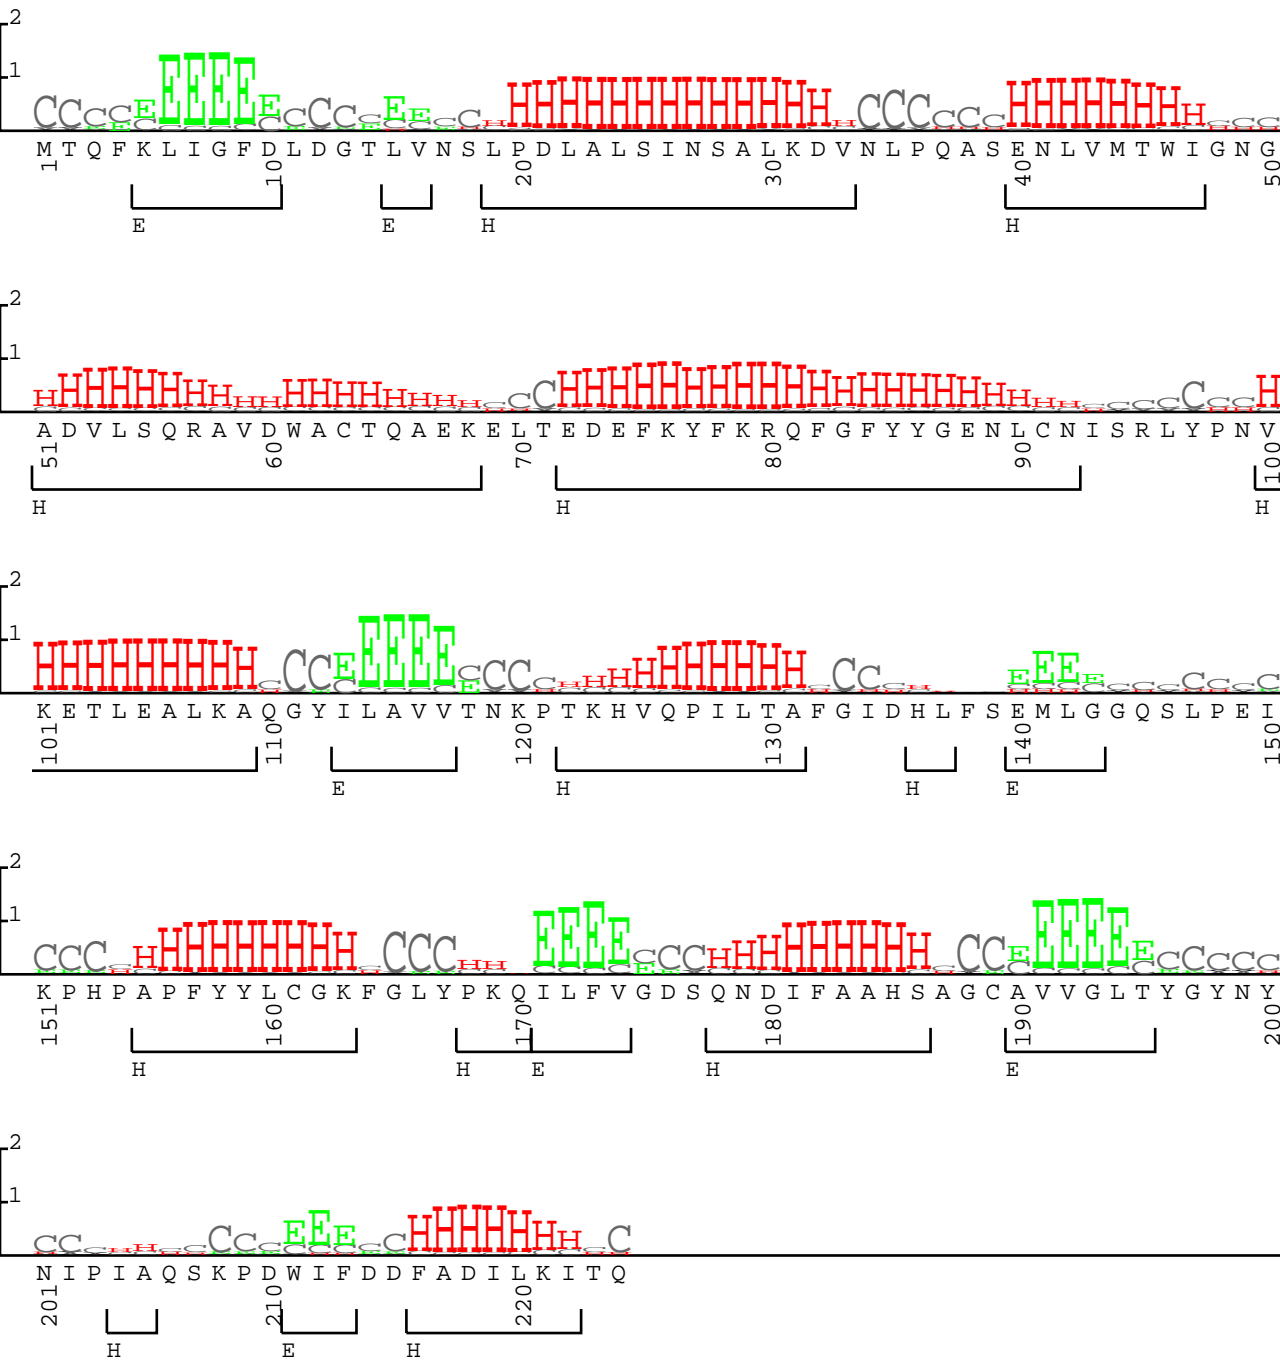 2
1
M T Q F K L I G F D L D G T L V N S L P D L A L S I N S A L K D V N L P Q A S E N L V M T W I G N G
1 10 20 30 40 50
E E H H
2
1
A D V L S Q R A V D W A C T Q A E K E L T E D E F K Y F K R Q F G F Y Y G E N L C N I S R L Y P N V
51 60 70 80 90 100
H H H
2
1
K E T L E A L K A Q G Y I L A V V T N K P T K H V Q P I L T A F G I D H L F S E M L G G Q S L P E I
101 110 120 130 140 150
E H H E
2
1
K P H P A P F Y Y L C G K F G L Y P K Q I L F V G D S Q N D I F A A H S A G C A V V G L T Y G Y N Y
151 160 170 180 190 200
H H E H E
2
1
N I P I A Q S K P D W I F D D F A D I L K I T Q
201 210 220
H E H